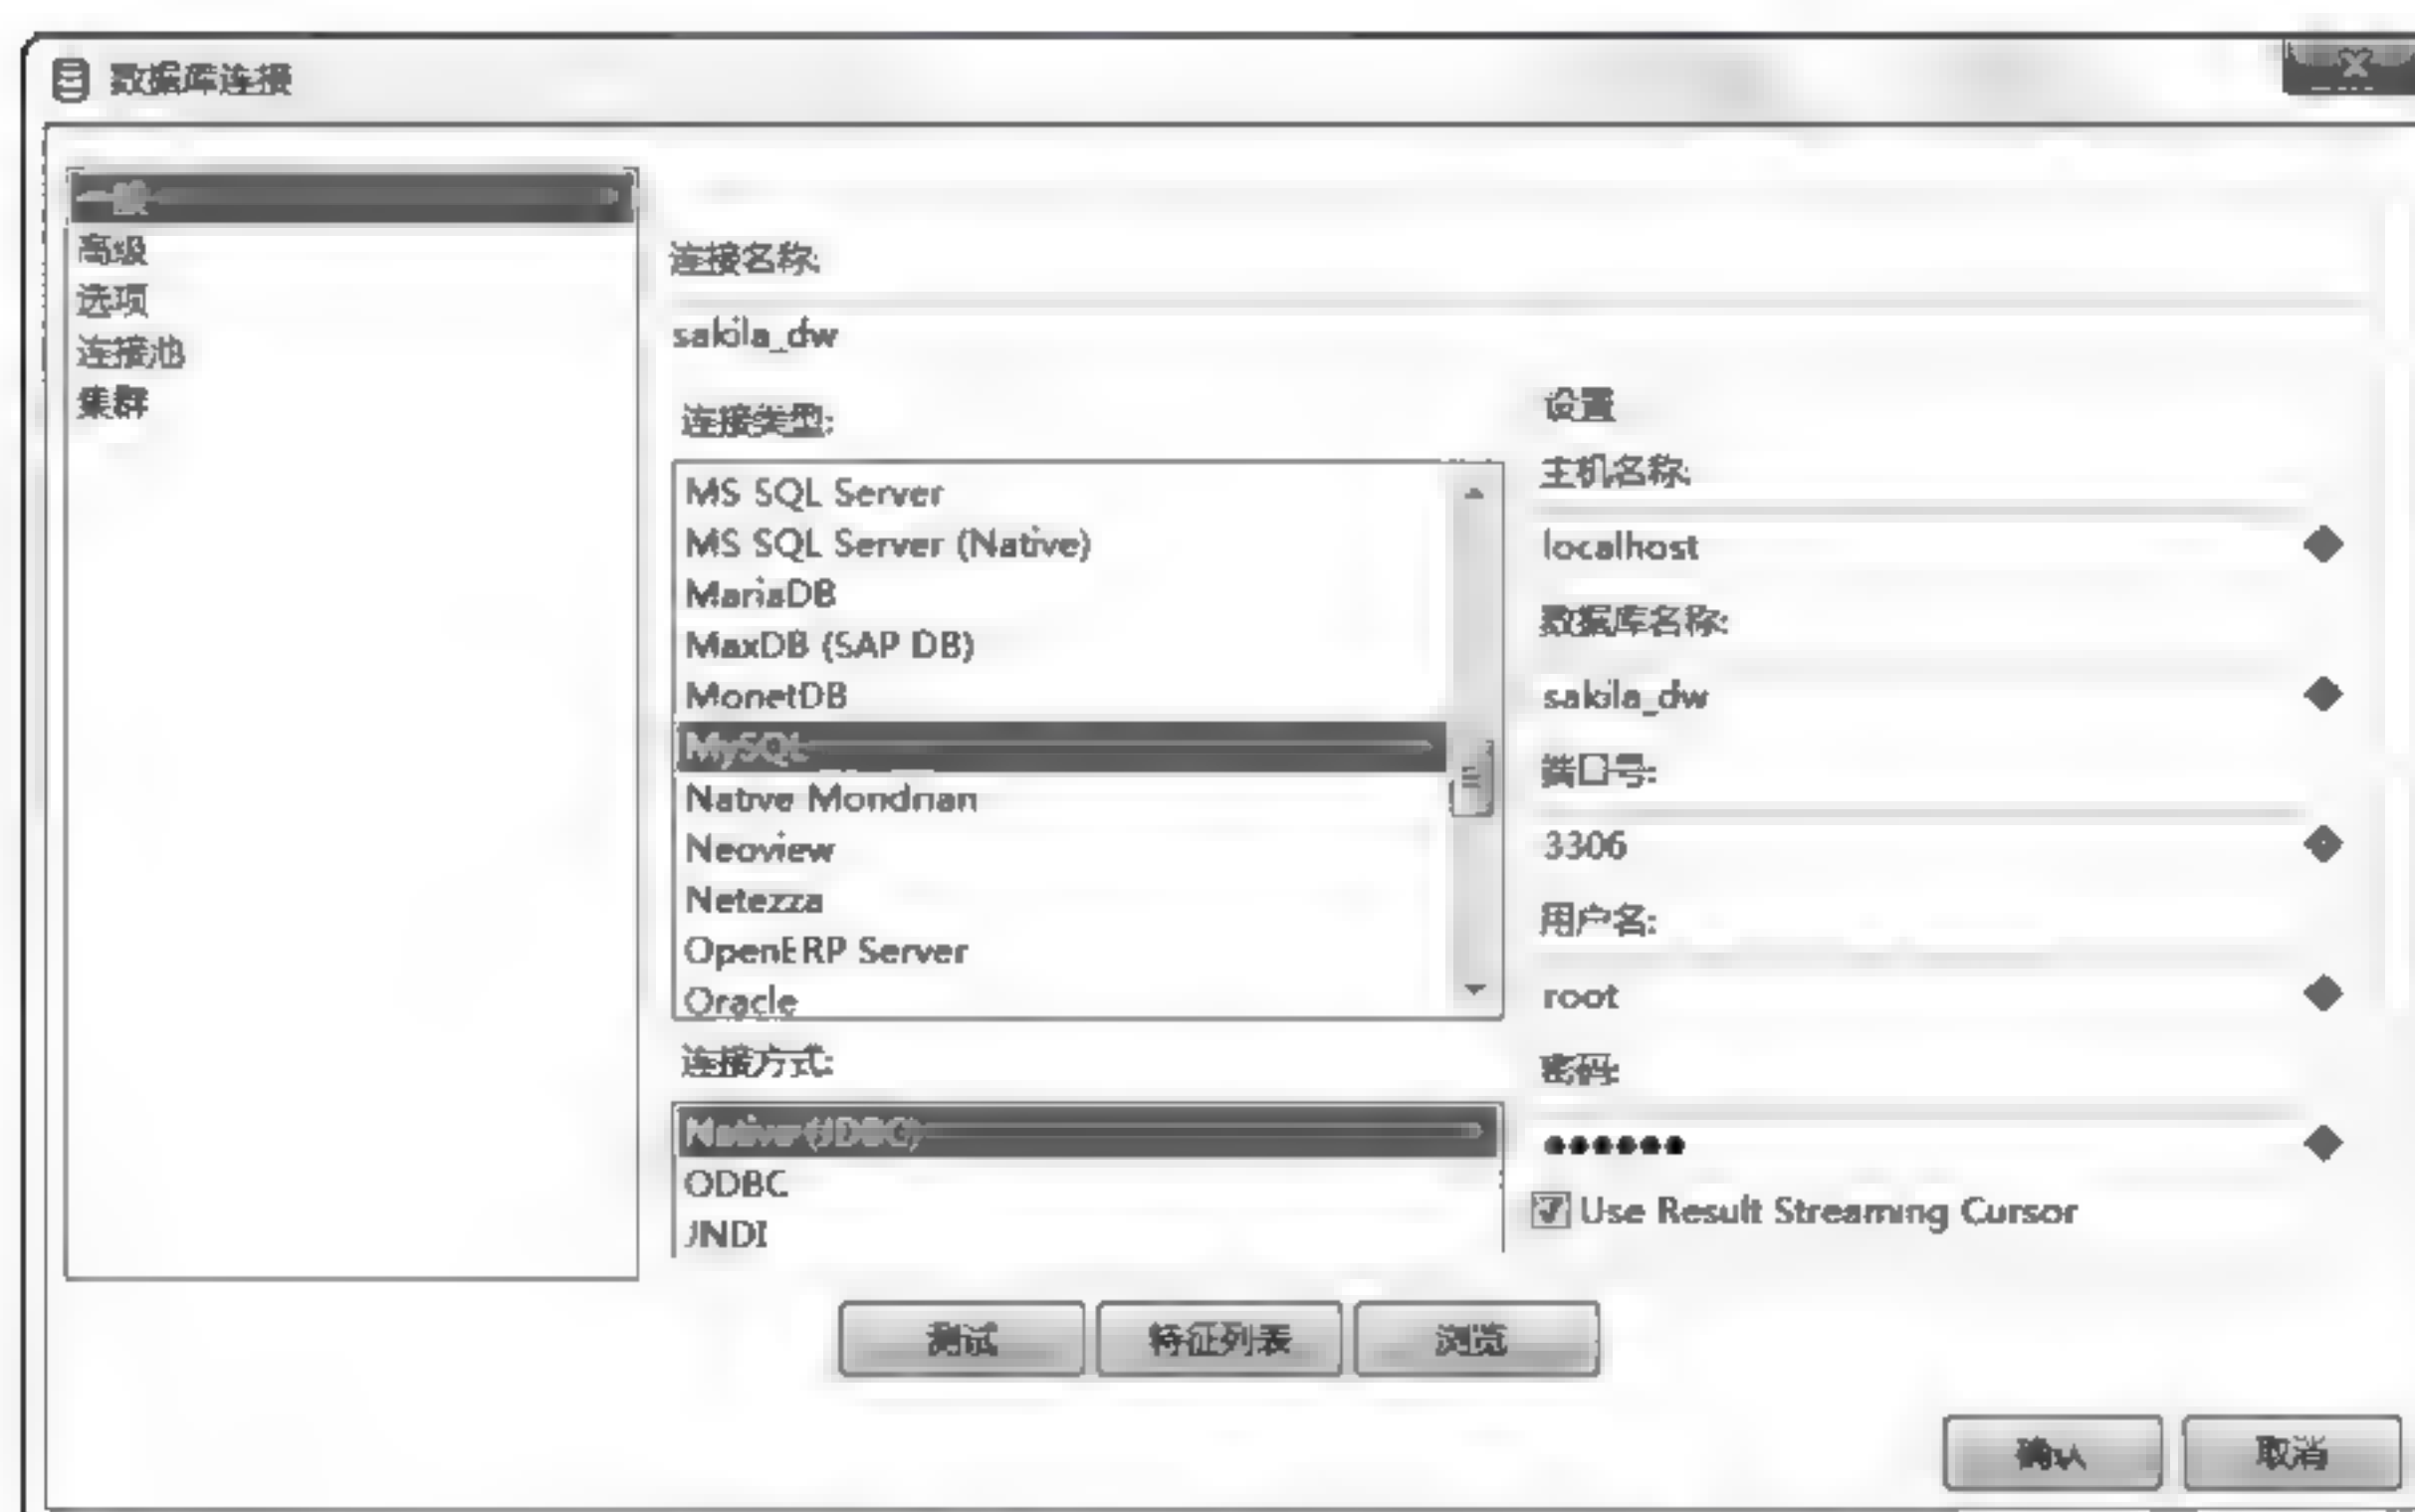 数据库连接
一般
高级
选项
连接池
集群
连接名称:
sakila_dw
连接类型:
MS SQL Server
MS SQL Server (Native)
MariaDB
MaxDB (SAP DB)
MonetDB
MySQL
Native Mondrian
Neoview
Netezza
OpenERP Server
Oracle
连接方式:
Native (JDBC)
ODBC
JNDI
设置
主机名称:
localhost
数据库名称:
sakila_dw
端口号:
3306
用户名:
root
密码:
●●●●●●
Use Result Streaming Cursor
测试
特征列表
浏览
确认
取消